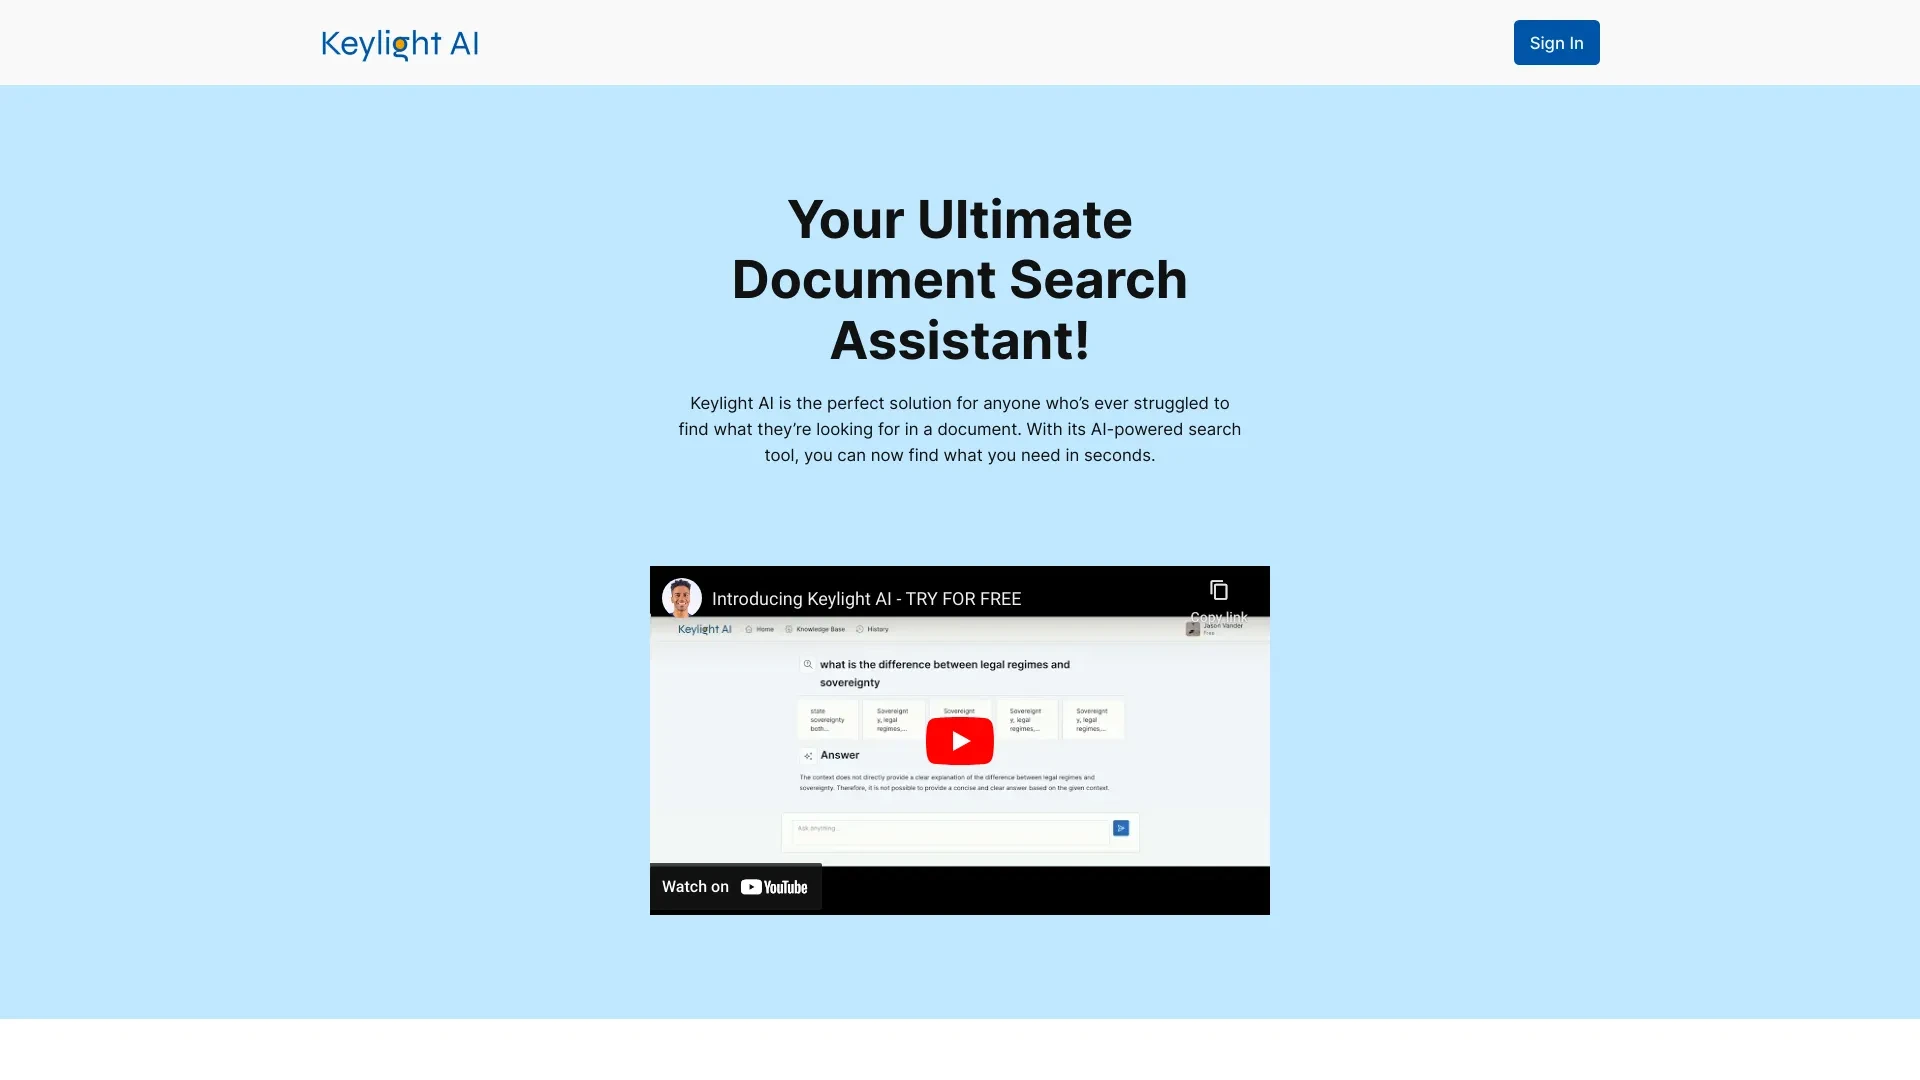 Keylight AI
Sign In
Your Ultimate
Document Search
Assistant!
Keylight AI is the perfect solution for anyone who’s ever struggled to
find what they’re looking for in a document. With its AI-powered search
tool, you can now find what you need in seconds.
Introducing Keylight AI - TRY FOR FREE
Copy link
Keylight AI Home Knowledge Base History
Jason Vander
Free
what is the difference between legal regimes and
sovereignty
state
sovereignty
both...
Sovereignt
y, legal
regimes,...
Sovereignt
Sovereignt
y, legal
regimes,...
Sovereignt
y, legal
regimes,...
Answer
The context does not directly provide a clear explanation of the difference between legal regimes and
sovereignty. Therefore, it is not possible to provide a concise and clear answer based on the given context.
Ask anything...
Watch on YouTube